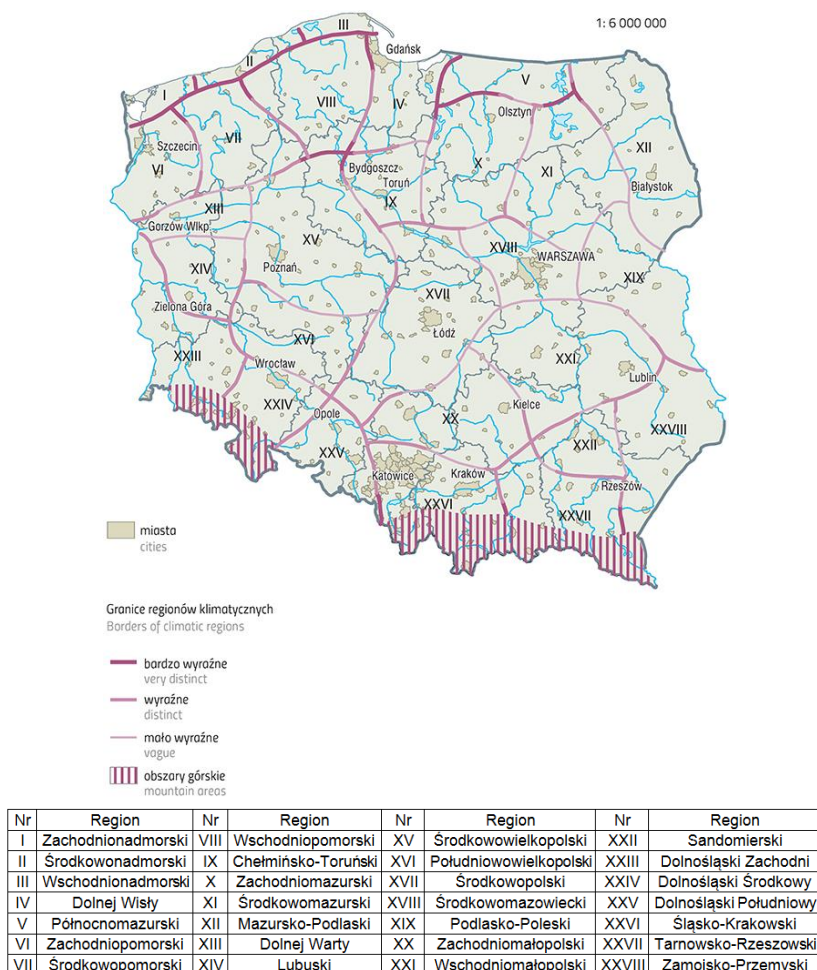 1: 6 000 000
III
Gdańsk
II
V
I
VIII
IV
Olsztyn
VII
XII
Szczecin
VI
Bydgoszcz
X
XI
Toruń
Białystok
IX
XIII
Gorzów Wlkp.
XV
XVIII
WARSZAWA
XIV
Poznań
XIX
XVII
Zielona Góra
Łódź
XVI
XXIII
XXI
Wrocław
Lublin
XXIV
Opole
Kielce
XX
XXVIII
XXII
XXV
Katowice
Kraków
Rzeszów
XXVI
XXVII
miasta
cities
Granice regionów klimatycznych
Borders of climatic regions
bardzo wyraźne
very distinct
wyraźne
distinct
mało wyraźne
vague
obszary górskie
mountain areas
Nr Region Nr Region Nr Region Nr Region
I Zachodnionadmorski VIII Wschodniopomorski XV Środkowowielkopolski XXII Sandomierski
II Środkowonadmorski IX Chełmińsko-Toruński XVI Południowowielkopolski XXIII Dolnośląski Zachodni
III Wschodnionadmorski X Zachodniomazurski XVII Środkowopolski XXIV Dolnośląski Środkowy
IV Dolnej Wisły XI Środkowomazurski XVIII Środkowomazowiecki XXV Dolnośląski Południowy
V Północnomazurski XII Mazursko-Podlaski XIX Podlasko-Poleski XXVI Śląsko-Krakowski
VI Zachodniopomorski XIII Dolnej Warty XX Zachodniomałopolski XXVII Tarnowsko-Rzeszowski
VII Środkowopomorski XIV Lubuski XXI Wschodniomałopolski XXVIII Zamojsko-Przemyski